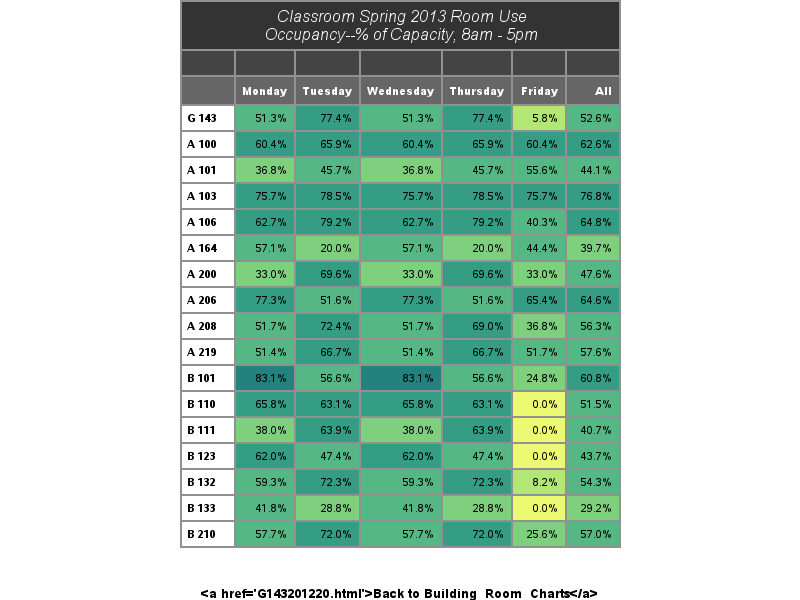 Classroom Spring 2013 Room Use
Occupancy--% of Capacity, 8am - 5pm
Monday Tuesday Wednesday Thursday Friday All
G 143 51.3% 77.4% 51.3% 77.4% 5.8% 52.6%
A 100 60.4% 65.9% 60.4% 65.9% 60.4% 62.6%
A 101 36.8% 45.7% 36.8% 45.7% 55.6% 44.1%
A 103 75.7% 78.5% 75.7% 78.5% 75.7% 76.8%
A 106 62.7% 79.2% 62.7% 79.2% 40.3% 64.8%
A 164 57.1% 20.0% 57.1% 20.0% 44.4% 39.7%
A 200 33.0% 69.6% 33.0% 69.6% 33.0% 47.6%
A 206 77.3% 51.6% 77.3% 51.6% 65.4% 64.6%
A 208 51.7% 72.4% 51.7% 69.0% 36.8% 56.3%
A 219 51.4% 66.7% 51.4% 66.7% 51.7% 57.6%
B 101 83.1% 56.6% 83.1% 56.6% 24.8% 60.8%
B 110 65.8% 63.1% 65.8% 63.1% 0.0% 51.5%
B 111 38.0% 63.9% 38.0% 63.9% 0.0% 40.7%
B 123 62.0% 47.4% 62.0% 47.4% 0.0% 43.7%
B 132 59.3% 72.3% 59.3% 72.3% 8.2% 54.3%
B 133 41.8% 28.8% 41.8% 28.8% 0.0% 29.2%
B 210 57.7% 72.0% 57.7% 72.0% 25.6% 57.0%
<a href='G143201220.html'>Back to Building_Room_Charts</a>